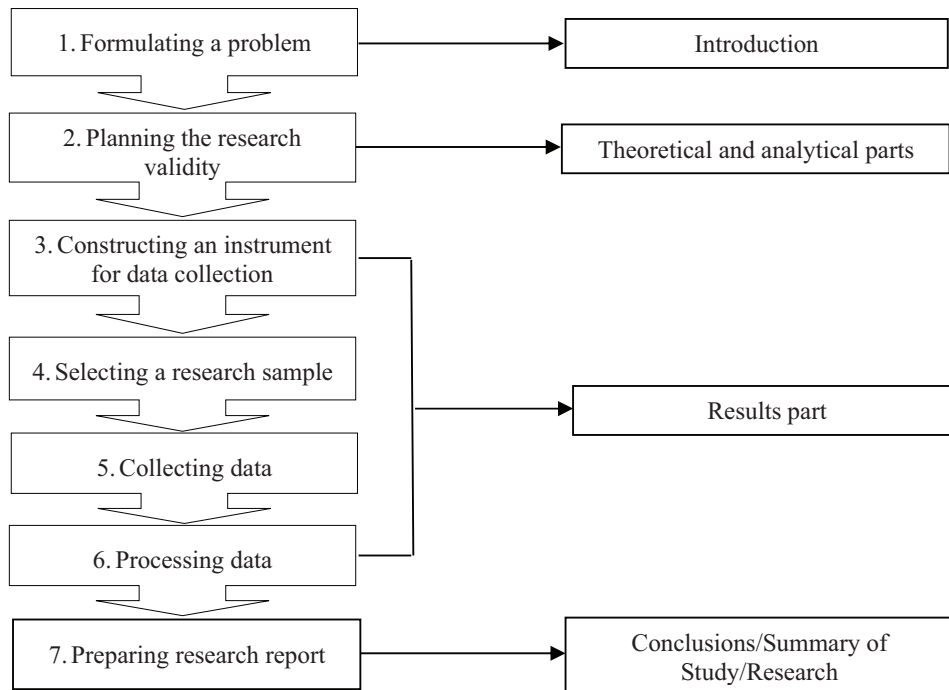 1. Formulating a problem
Introduction
2. Planning the research
validity
Theoretical and analytical parts
3. Constructing an instrument
for data collection
4. Selecting a research sample
Results part
5. Collecting data
6. Processing data
7. Preparing research report
Conclusions/Summary of
Study/Research